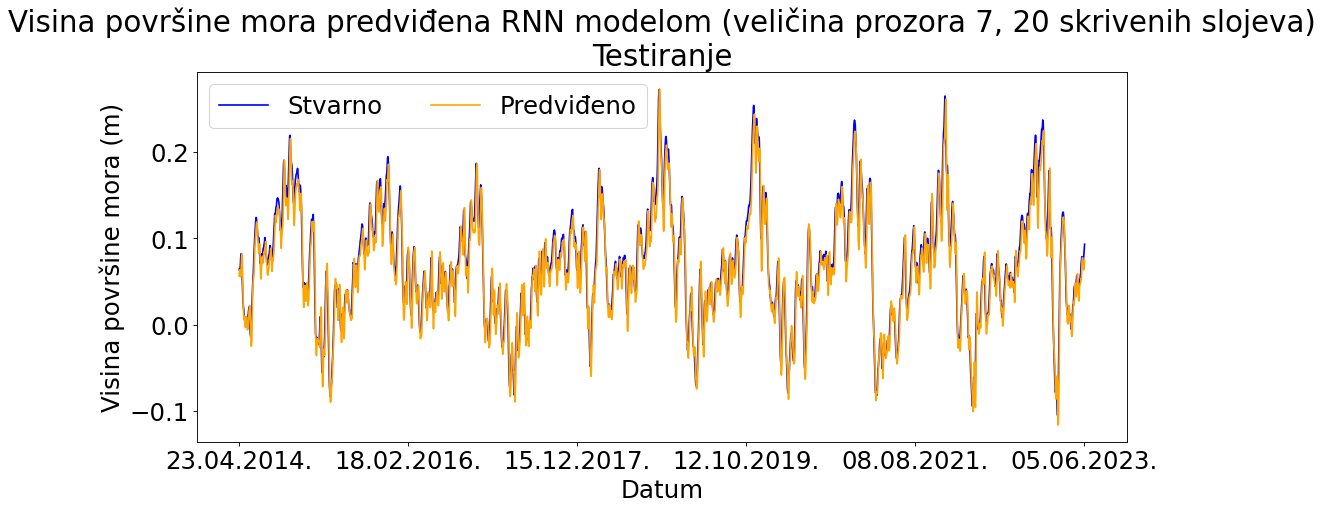 Visina površine mora predviđena RNN modelom (veličina prozora 7, 20 skrivenih slojeva)
Testiranje
Stvarno
Predviđeno
Visina površine mora (m)
0.2
0.1
0.0
−0.1
23.04.2014.
18.02.2016.
15.12.2017.
12.10.2019.
08.08.2021.
05.06.2023.
Datum